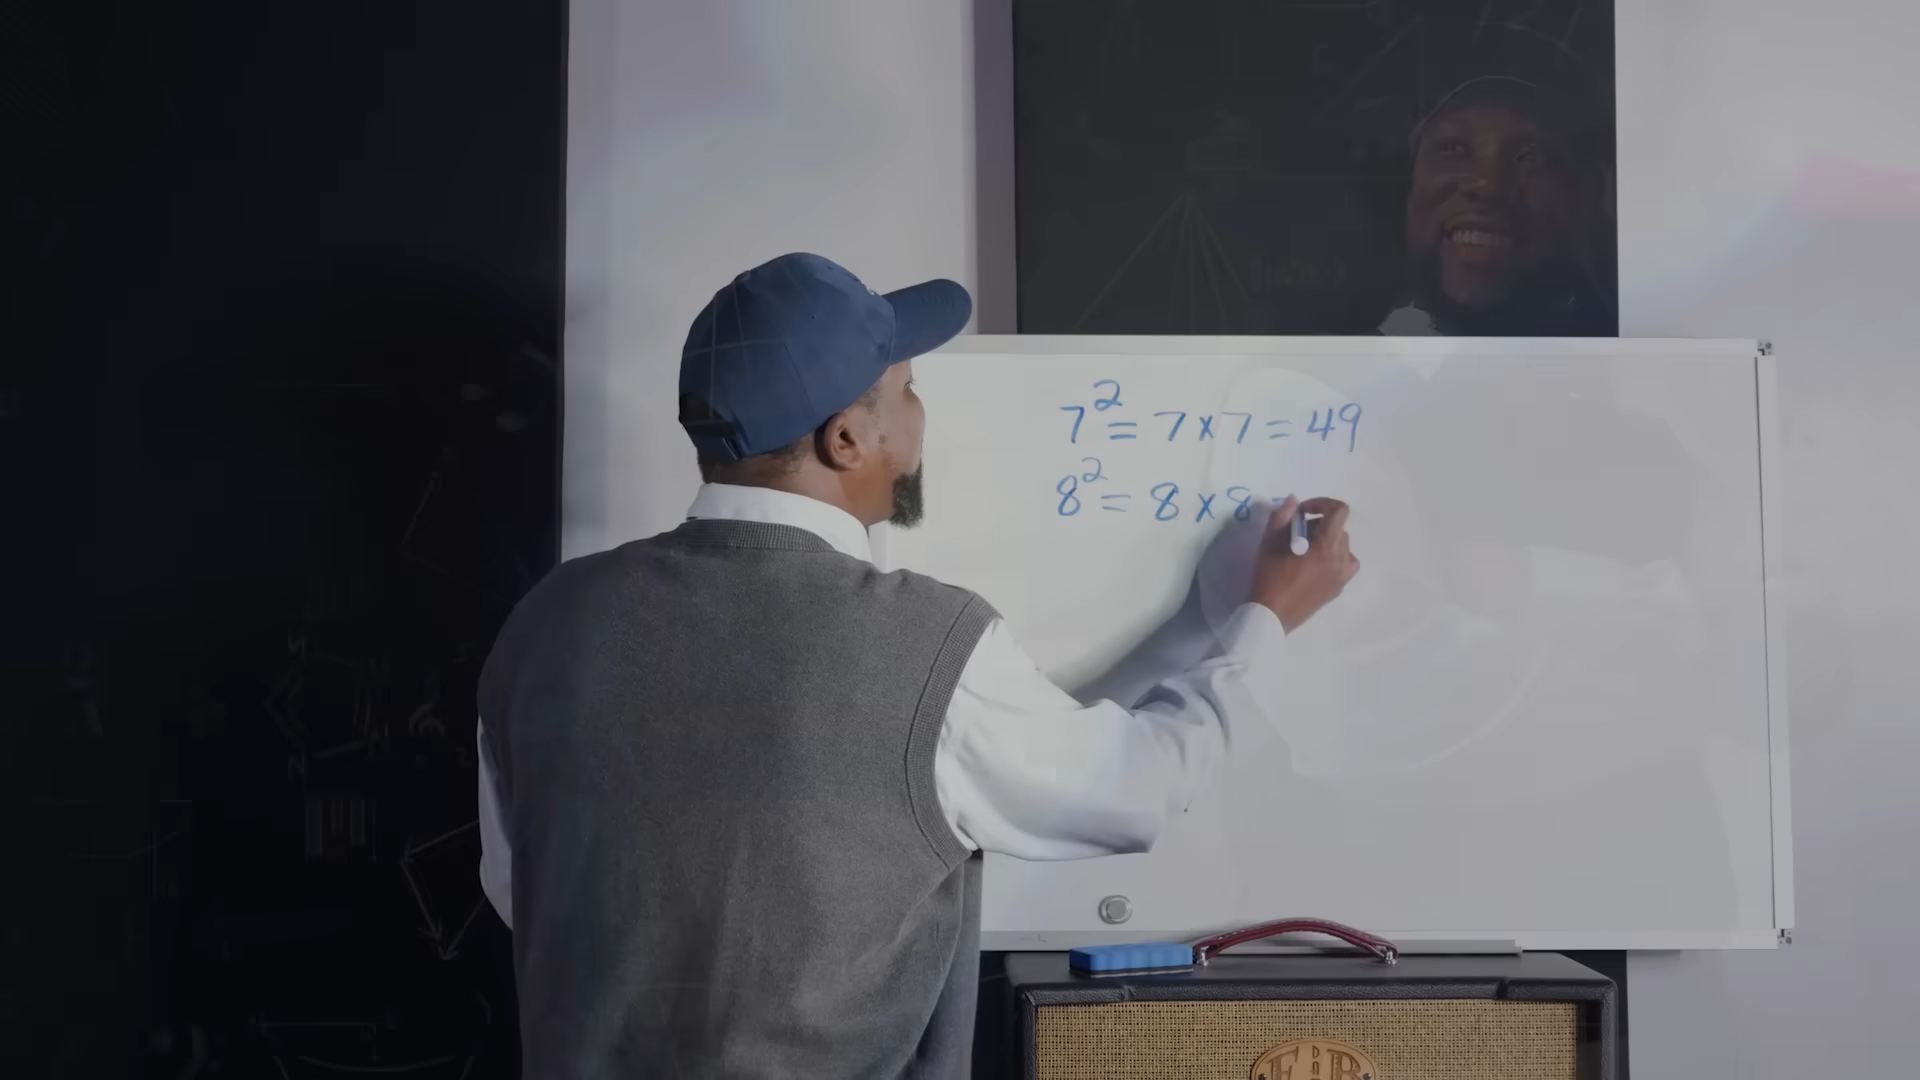 7² = 7 x 7 = 49
8² = 8 x 8 =